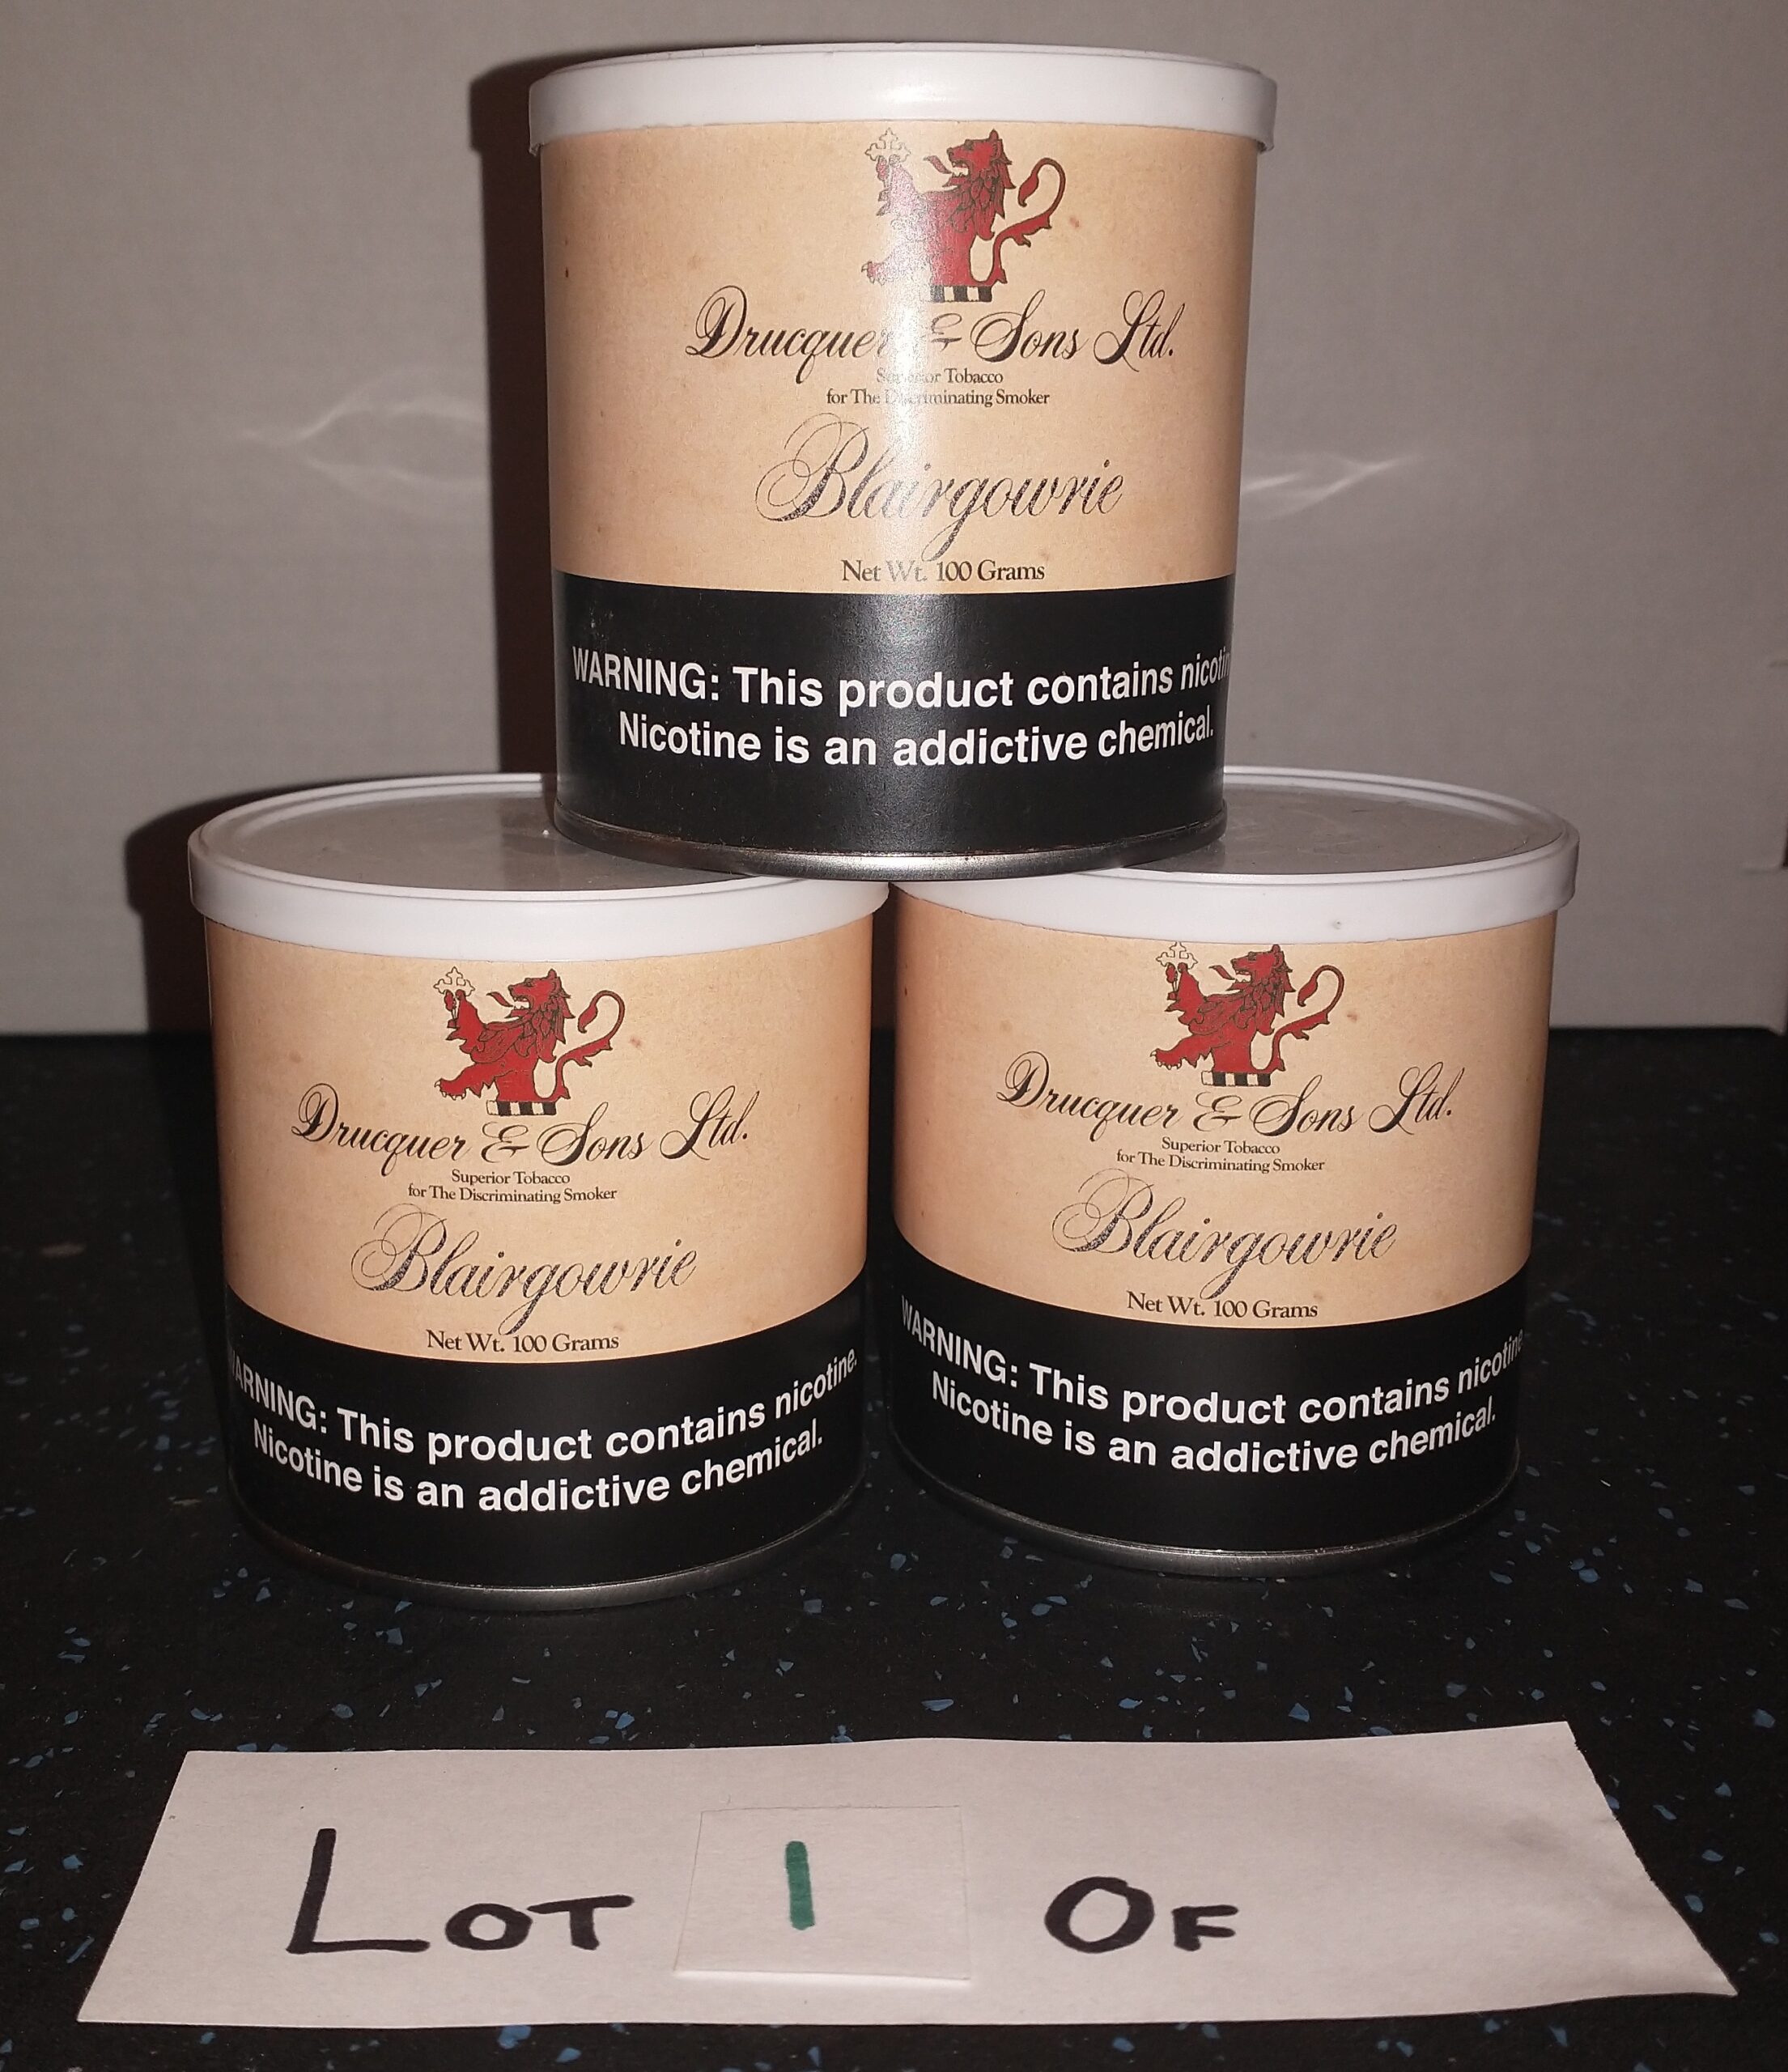 Drucquer & Sons Ltd.
Superior Tobacco
for The Discriminating Smoker
Blairgowrie
Net Wt. 100 Grams
WARNING: This product contains nicotin
Nicotine is an addictive chemical.
Drucquer & Sons Ltd.
Superior Tobacco
for The Discriminating Smoker
Blairgowrie
Net Wt. 100 Grams
WARNING: This product contains nicotine.
Nicotine is an addictive chemical.
Drucquer & Sons Ltd.
Superior Tobacco
for The Discriminating Smoker
Blairgowrie
Net Wt. 100 Grams
WARNING: This product contains nicotine
Nicotine is an addictive chemical.
LOT 1 OF